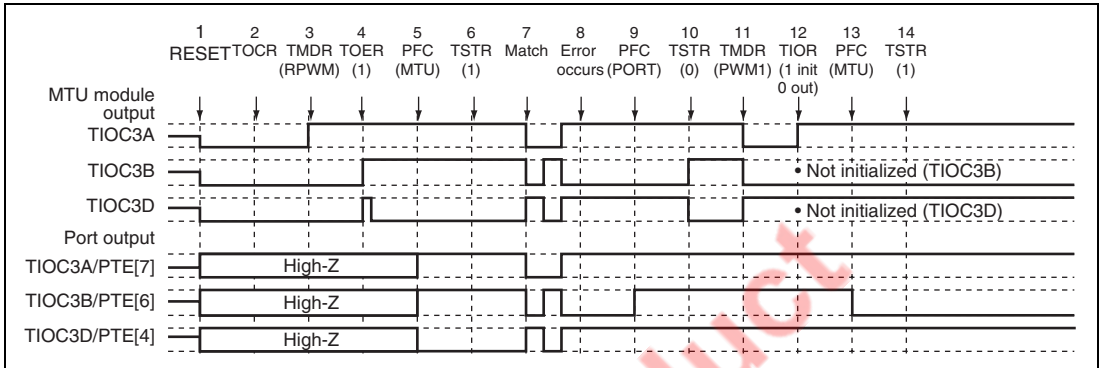 1 2 3 4 5 6 7 8 9 10 11 12 13 14
RESET TOCR TMDR TOER PFC TSTR Match Error PFC TSTR TMDR TIOR PFC TSTR
(RPWM) (1) (MTU) (1) occurs (PORT) (0) (PWM1) (1 init (MTU) (1)
0 out)
MTU module
output
TIOC3A
TIOC3B
• Not initialized (TIOC3B)
TIOC3D
• Not initialized (TIOC3D)
Port output
TIOC3A/PTE[7]
High-Z
TIOC3B/PTE[6]
High-Z
TIOC3D/PTE[4]
High-Z
duct